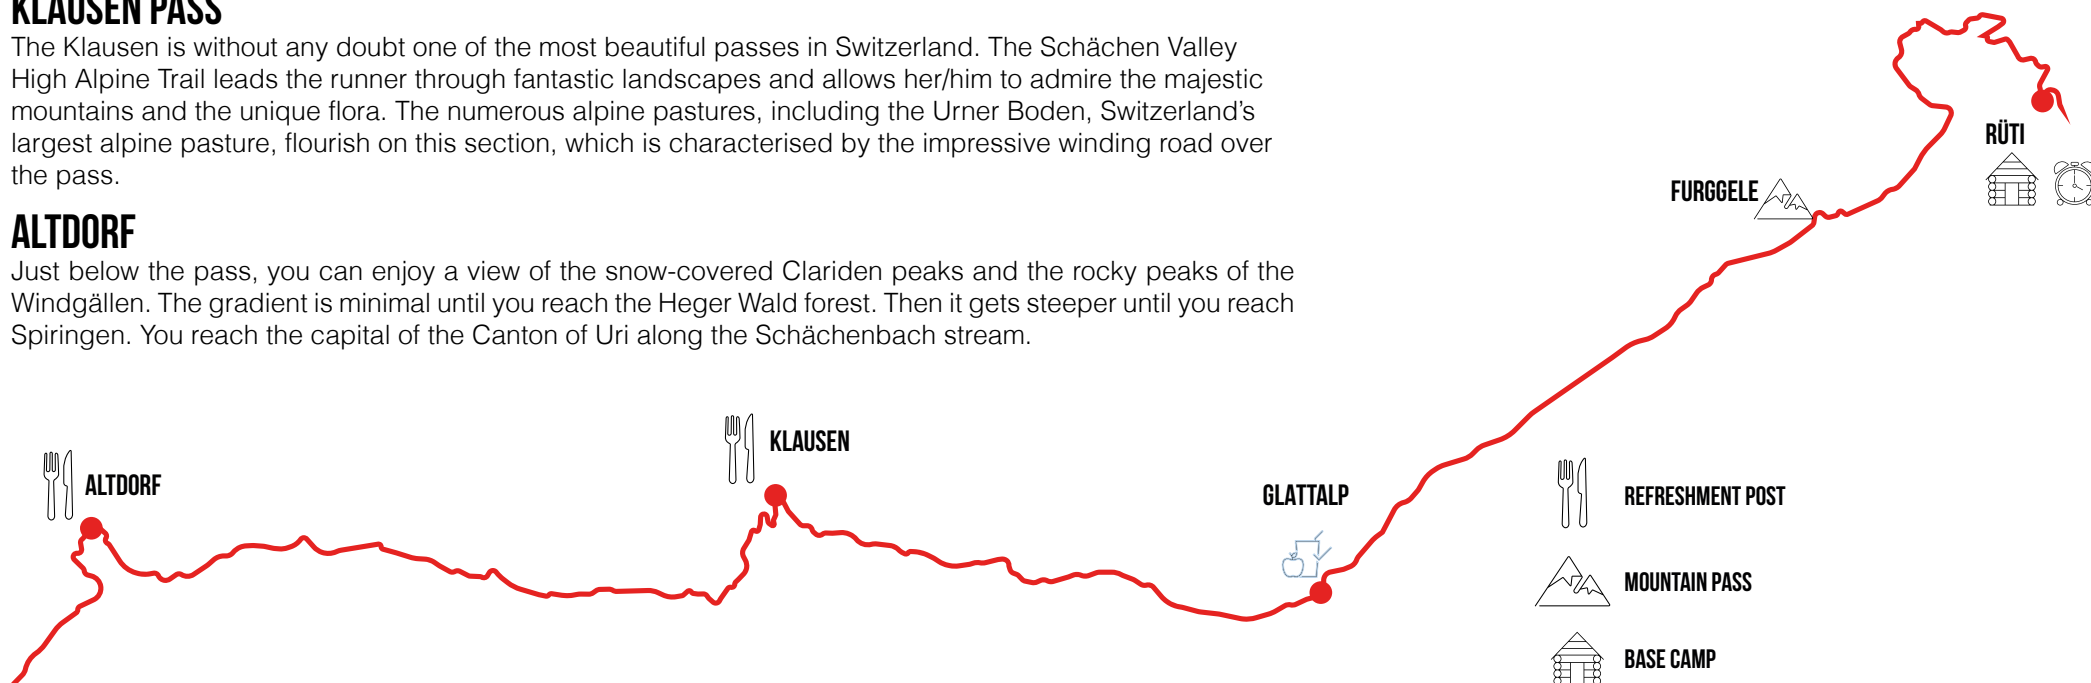 KLAUSEN PASS
The Klausen is without any doubt one of the most beautiful passes in Switzerland. The Schächen Valley
High Alpine Trail leads the runner through fantastic landscapes and allows her/him to admire the majestic
mountains and the unique flora. The numerous alpine pastures, including the Urner Boden, Switzerland's
largest alpine pasture, flourish on this section, which is characterised by the impressive winding road over
the pass.
ALTDORF
Just below the pass, you can enjoy a view of the snow-covered Clariden peaks and the rocky peaks of the
Windgällen. The gradient is minimal until you reach the Heger Wald forest. Then it gets steeper until you reach
Spiringen. You reach the capital of the Canton of Uri along the Schächenbach stream.
RÜTI
FURGGELE
KLAUSEN
ALTDORF
GLATTALP
REFRESHMENT POST
MOUNTAIN PASS
BASE CAMP